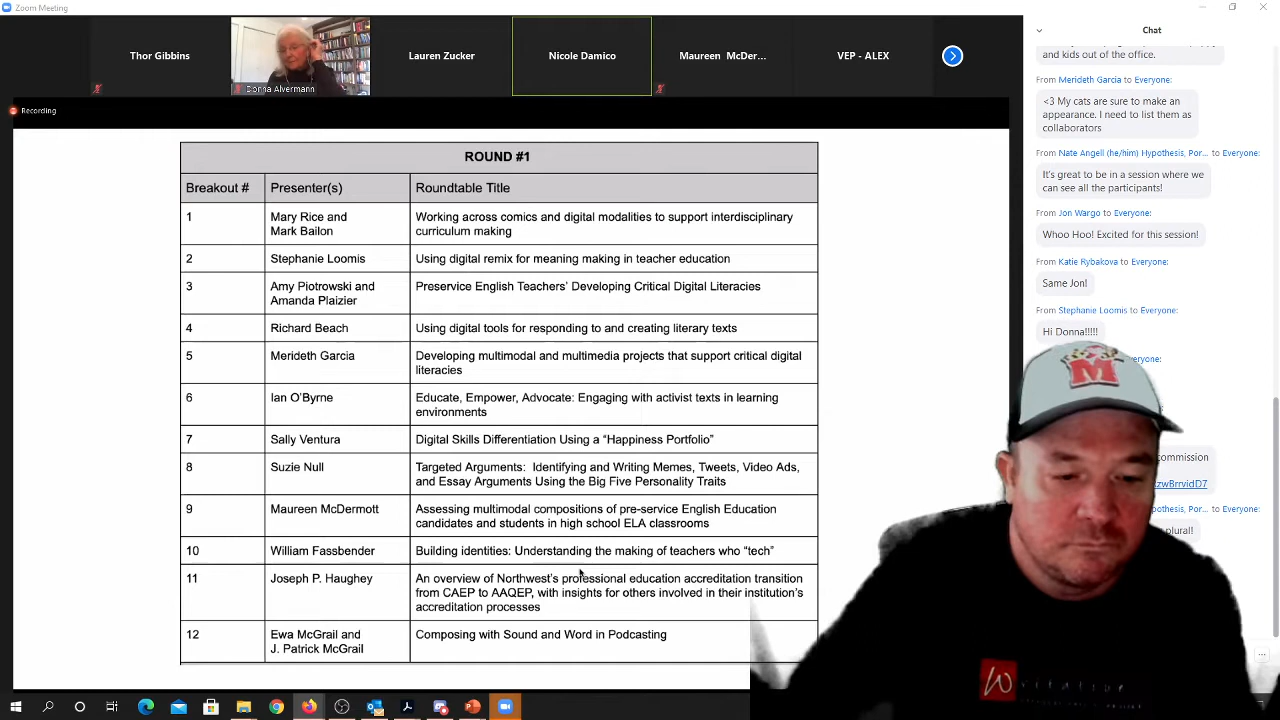 Zoom Meeting
Thor Gibbins
Donna Alvermann
Lauren Zucker
Nicole Damico
Maureen McDer...
VEP - ALEX
Recording
ROUND #1
Breakout #
Presenter(s)
Roundtable Title
1
Mary Rice and
Mark Bailon
Working across comics and digital modalities to support interdisciplinary
curriculum making
2
Stephanie Loomis
Using digital remix for meaning making in teacher education
3
Amy Piotrowski and
Amanda Plaizier
Preservice English Teachers' Developing Critical Digital Literacies
4
Richard Beach
Using digital tools for responding to and creating literary texts
5
Merideth Garcia
Developing multimodal and multimedia projects that support critical digital
literacies
6
Ian O'Byrne
Educate, Empower, Advocate: Engaging with activist texts in learning
environments
7
Sally Ventura
Digital Skills Differentiation Using a “Happiness Portfolio”
8
Suzie Null
Targeted Arguments: Identifying and Writing Memes, Tweets, Video Ads,
and Essay Arguments Using the Big Five Personality Traits
9
Maureen McDermott
Assessing multimodal compositions of pre-service English Education
candidates and students in high school ELA classrooms
10
William Fassbender
Building identities: Understanding the making of teachers who “tech”
11
Joseph P. Haughey
An overview of Northwest's professional education accreditation transition
from CAEP to AAQEP, with insights for others involved in their institution's
accreditation processes
12
Ewa McGrail and
J. Patrick McGrail
Composing with Sound and Word in Podcasting
Chat
and kids out of the office.
From Merideth Garcia to Everyone:
<3 My cats are sure to make an
appearance. I need to list them as
collaborators
From Nate Angell (he/him) Hypothesis, Por... to Everyone:
It's great to be in a session where we
can see all the participants!
From Jon Wargo to Everyone:
Whoo Hoo! Excited for this session!
From Katie Rybakova to Everyone:
Same Jon!
From Stephanie Loomis to Everyone:
Hi Donna!!!!!
yone:
commission
zwBrrvidD7
pothesis, Por... to Everyone:
plural!
M
Writation